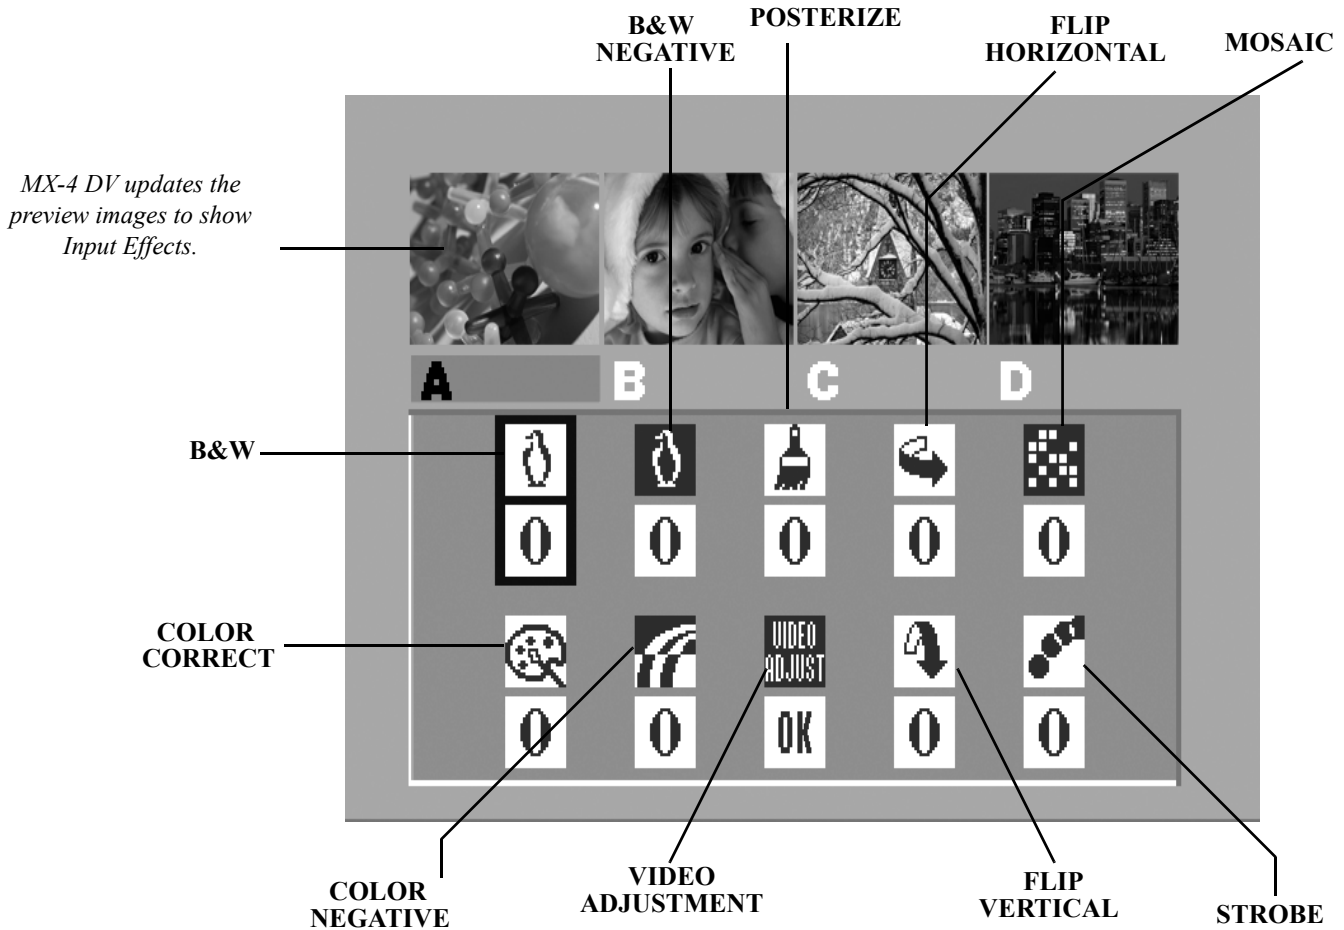 POSTERIZE
B&W
NEGATIVE
FLIP
HORIZONTAL
MOSAIC
MX-4 DV updates the
preview images to show
Input Effects.
A B C D
B&W
0 0 0 0 0
COLOR
CORRECT
VIDEO
ADJUST
0 0 OK 0 0
COLOR
NEGATIVE
VIDEO
ADJUSTMENT
FLIP
VERTICAL
STROBE